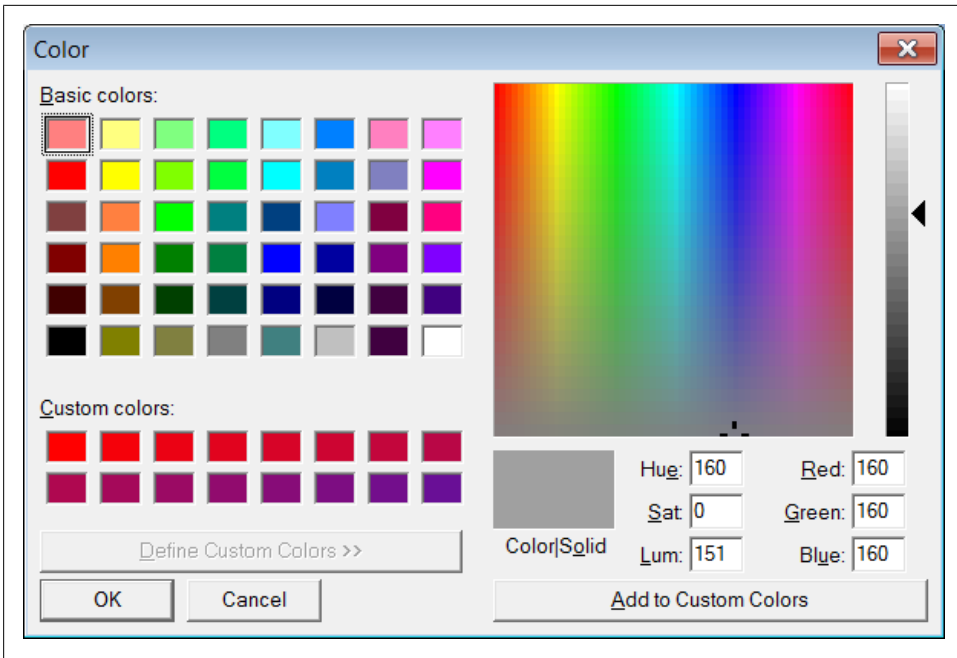 Color
Basic colors:
Custom colors:
Define Custom Colors >>
OK Cancel
Hue: 160 Red: 160
Sat: 0 Green: 160
Color|Solid
Lum: 151 Blue: 160
Add to Custom Colors